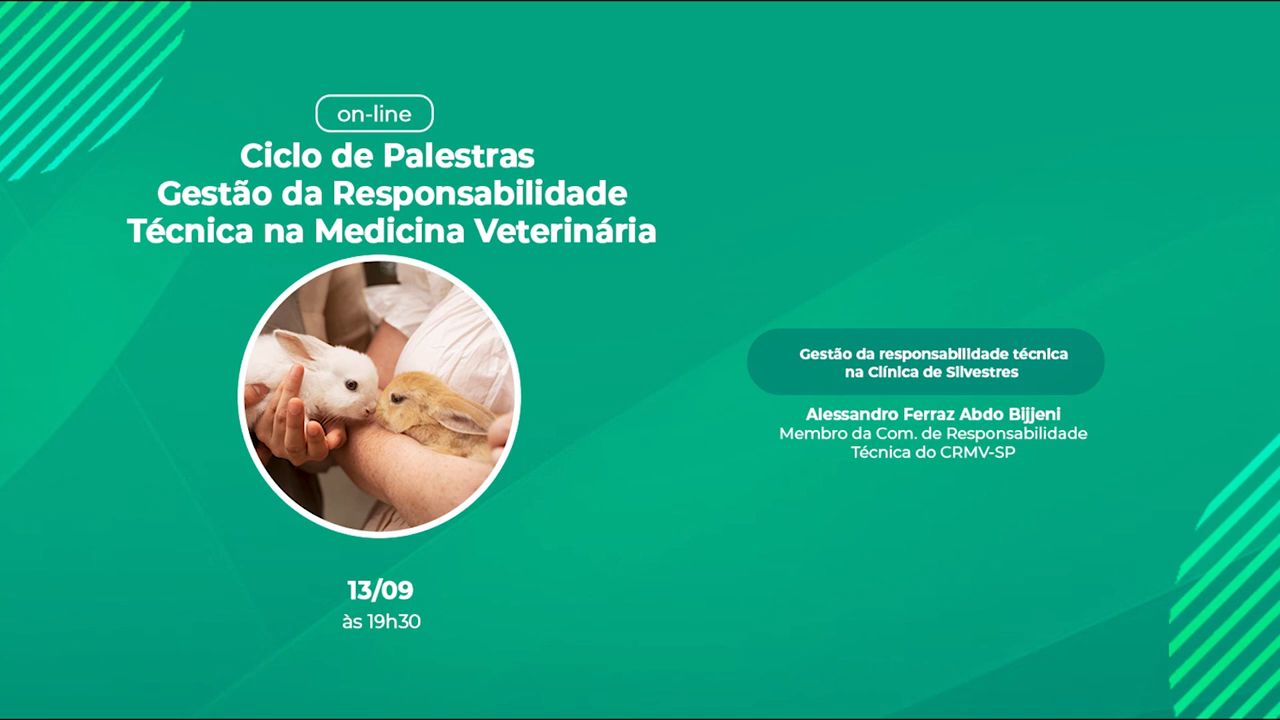 on-line
Ciclo de Palestras
Gestão da Responsabilidade
Técnica na Medicina Veterinária
13/09
às 19h30
Gestão da responsabilidade técnica
na Clínica de Silvestres
Alessandro Ferraz Abdo Bijjeni
Membro da Com. de Responsabilidade
Técnica do CRMV-SP